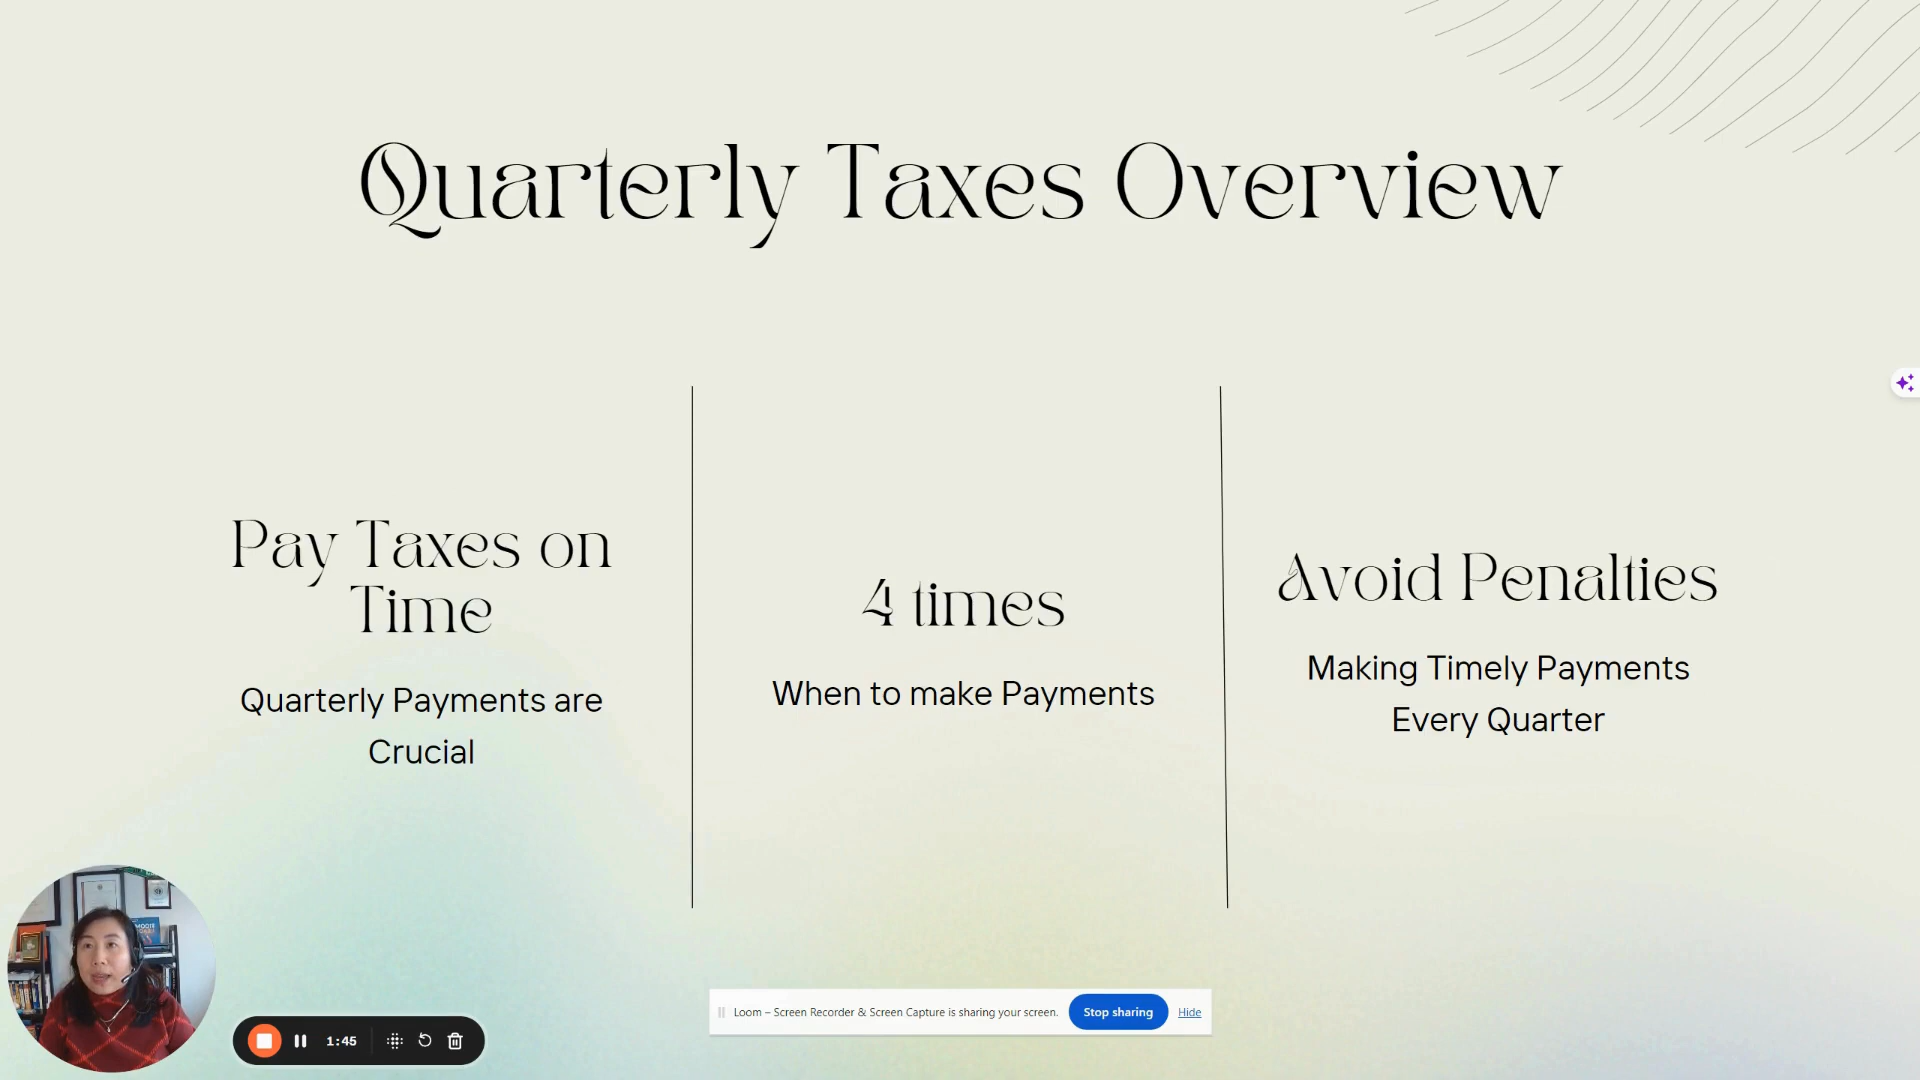 Quarterly Taxes Overview
Pay Taxes on
Time
Quarterly Payments are
Crucial
4 times
When to make Payments
Avoid Penalties
Making Timely Payments
Every Quarter
1:45
Loom – Screen Recorder & Screen Capture is sharing your screen.
Stop sharing
Hide